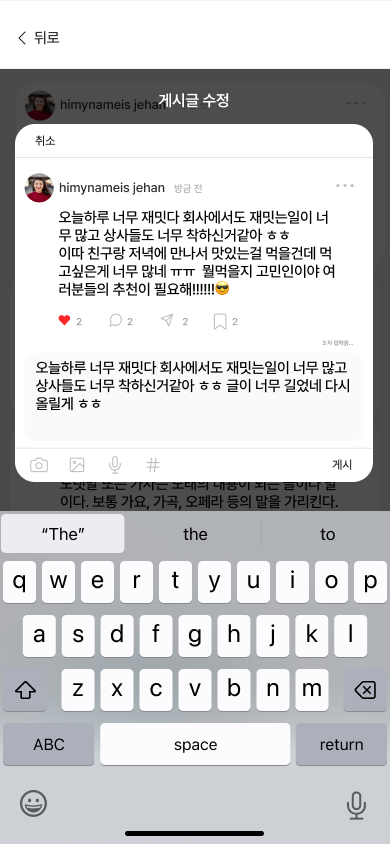 뒤로
himynameis jehan
게시글 수정
취소
himynameis jehan 방금 전
오늘하루 너무 재밋다 회사에서도 재밋는일이 너
무 많고 상사들도 너무 착하신거같아 ㅎㅎ
이따 친구랑 저녁에 만나서 맛있는걸 먹을건데 먹
고싶은게 너무 많네 ㅠㅠ 뭘먹을지 고민인이야 여
러분들의 추천이 필요해!!!!!!😎
2 2 2 2
오늘하루 너무 재밋다 회사에서도 재밋는일이 너무 많고
상사들도 너무 착하신거같아 ㅎㅎ 글이 너무 길었네 다시
올릴게 ㅎㅎ
게시
이다. 보통 가요, 가곡, 오페라 등의 말을 가리킨다.
“The” the to
q w e r t y u i o p
a s d f g h j k l
z x c v b n m
ABC space return